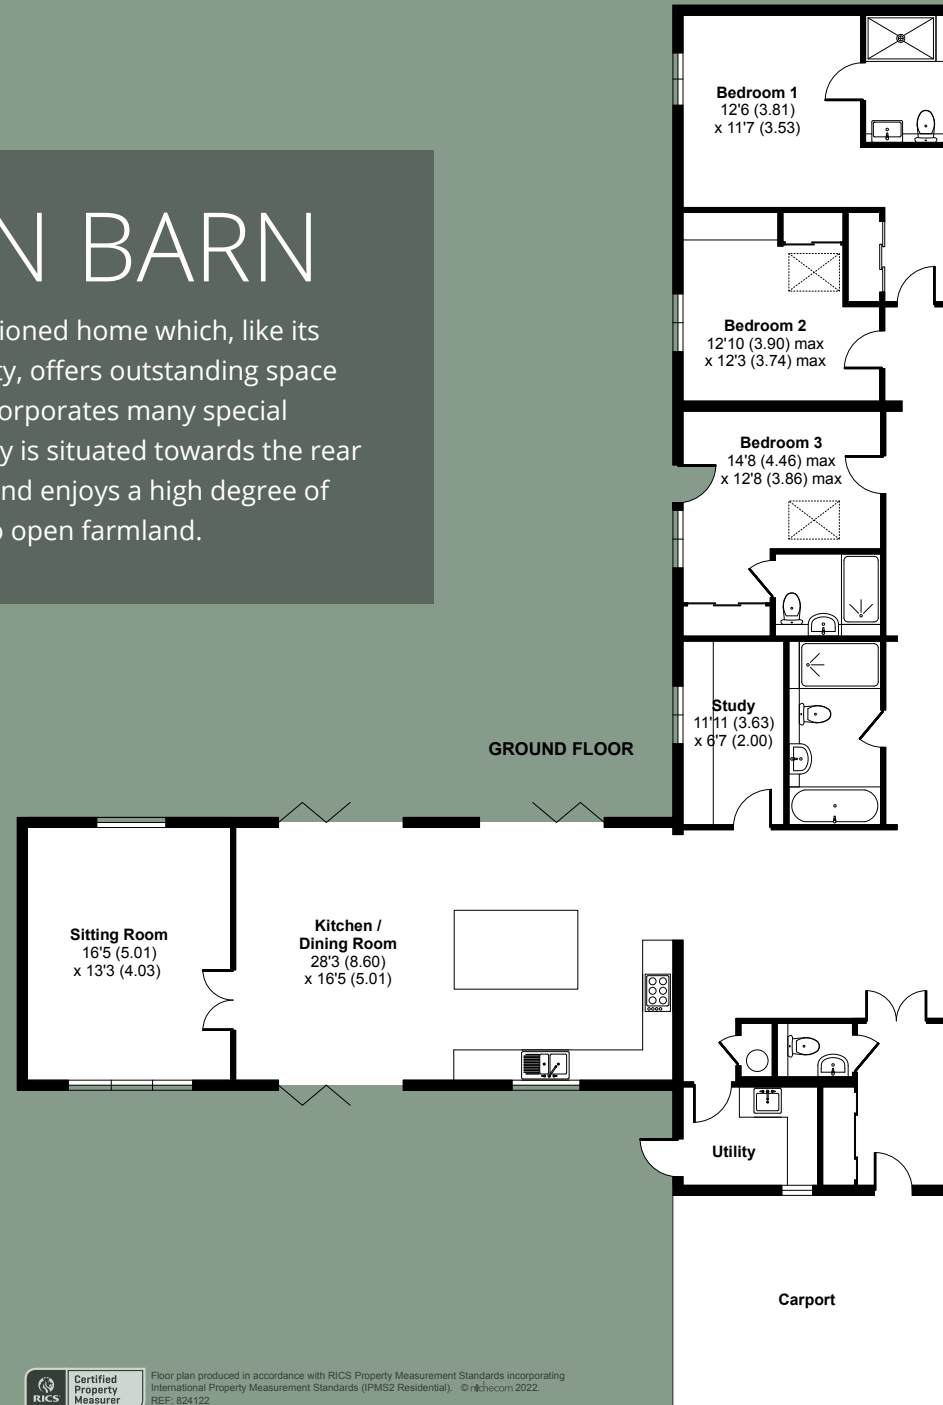 N BARN
ioned home which, like its
ty, offers outstanding space
corporates many special
y is situated towards the rear
nd enjoys a high degree of
o open farmland.
Bedroom 1
12'6 (3.81)
x 11'7 (3.53)
Bedroom 2
12'10 (3.90) max
x 12'3 (3.74) max
Bedroom 3
14'8 (4.46) max
x 12'8 (3.86) max
Study
11'11 (3.63)
x 6'7 (2.00)
GROUND FLOOR
Sitting Room
16'5 (5.01)
x 13'3 (4.03)
Kitchen /
Dining Room
28'3 (8.60)
x 16'5 (5.01)
Utility
Carport
RICS
Certified
Property
Measurer
Floor plan produced in accordance with RICS Property Measurement Standards incorporating
International Property Measurement Standards (IPMS2 Residential). © nichecom 2022.
REF: 824122